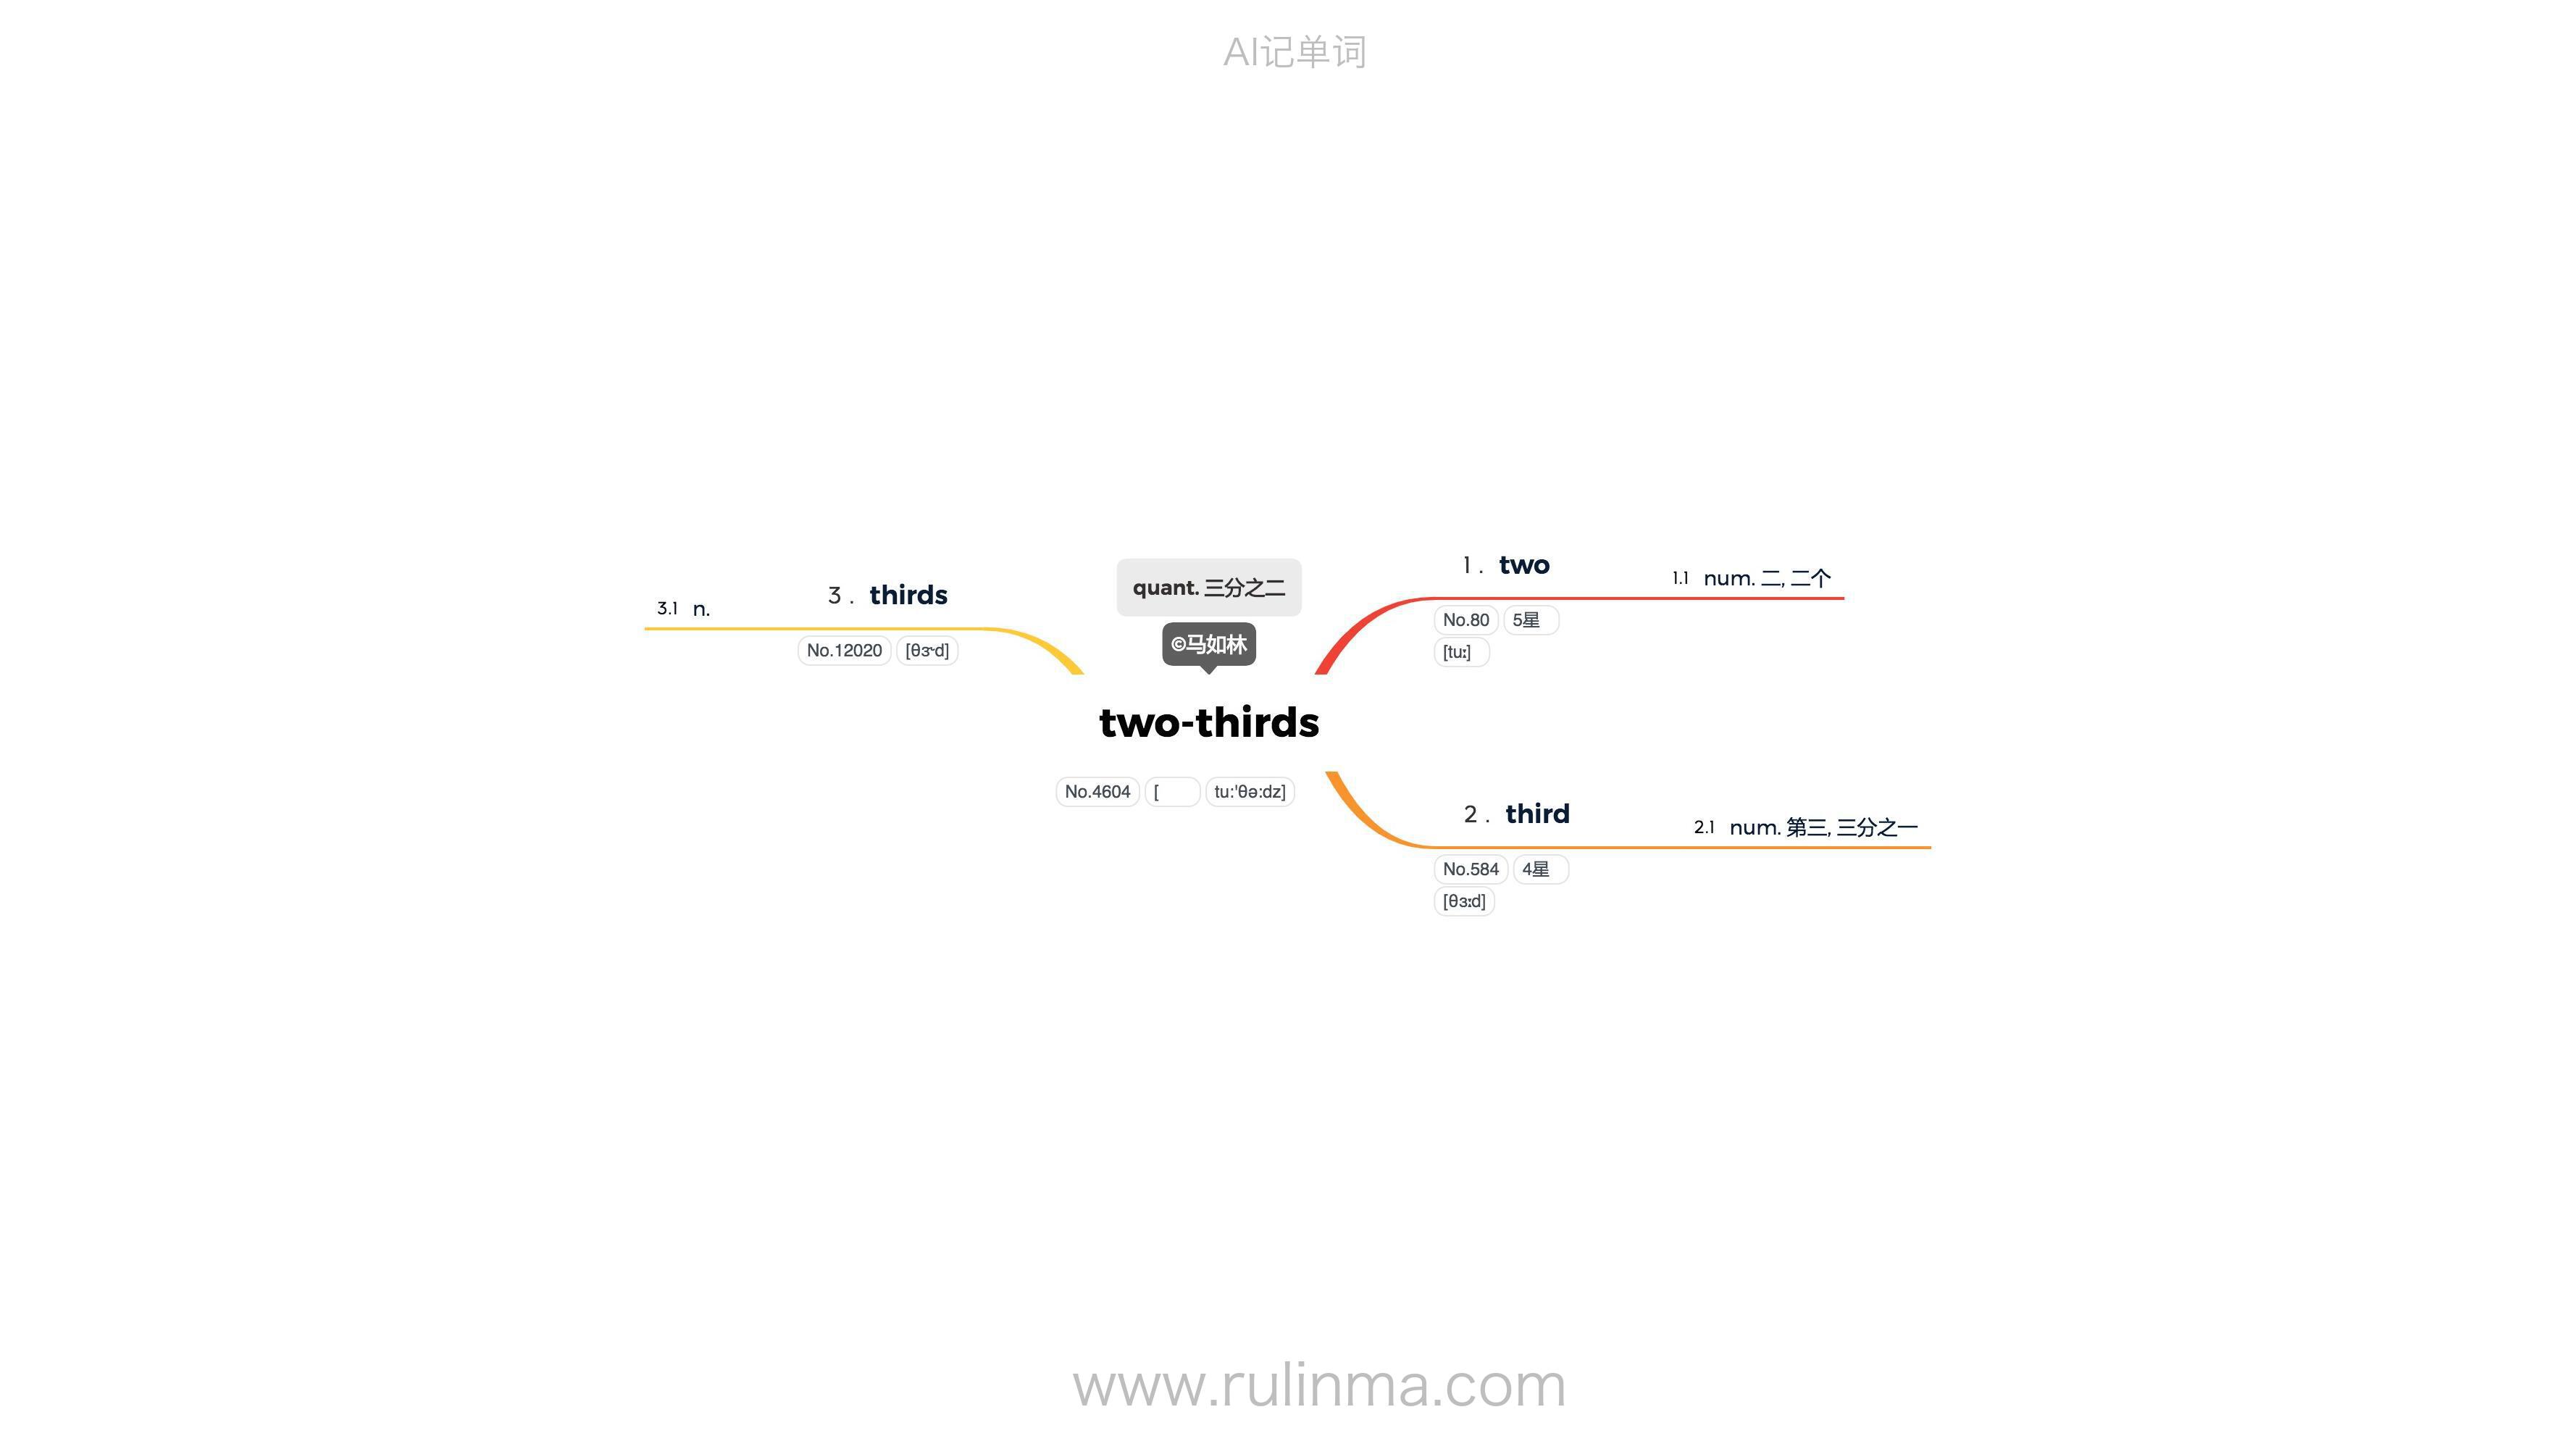 AI记单词
quant. 三分之二
©马如林
two-thirds
No.4604 [ tu:'θə:dz]
1. two
No.80 5星
[tuː]
1.1 num. 二, 二个
2. third
No.584 4星
[θɜːd]
2.1 num. 第三, 三分之一
3. thirds
No.12020 [θɝd]
3.1 n.
www.rulinma.com